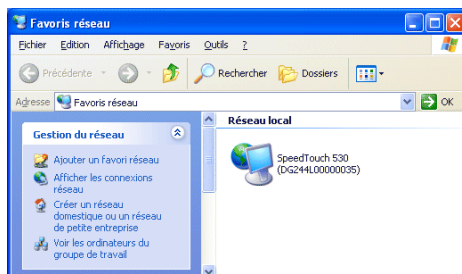 Favoris réseau
Fichier Edition Affichage Favoris Outils ?
Précédente Rechercher Dossiers
Adresse Favoris réseau OK
Gestion du réseau
Ajouter un favori réseau
Afficher les connexions
réseau
Créer un réseau
domestique ou un réseau
de petite entreprise
Voir les ordinateurs du
groupe de travail
Réseau local
SpeedTouch 530
(DG244L00000035)